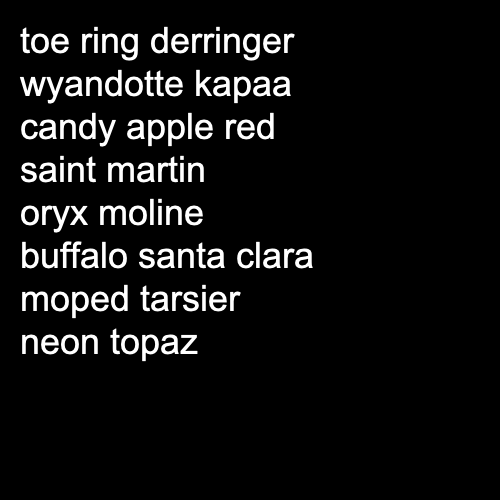 toe ring derringer
wyandotte kapaa
candy apple red
saint martin
oryx moline
buffalo santa clara
moped tarsier
neon topaz